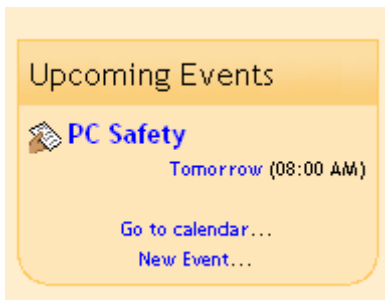 Upcoming Events
PC Safety
Tomorrow (08:00 AM)
Go to calendar...
New Event...